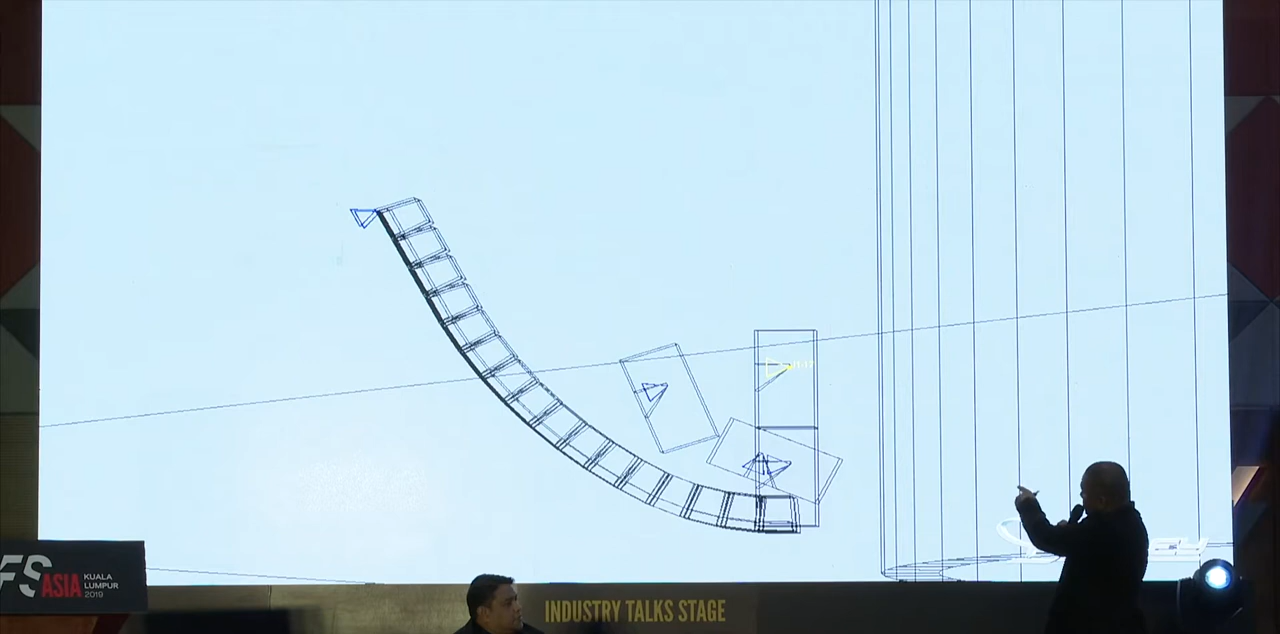 FS
ASIA
KUALA
LUMPUR
2019
INDUSTRY TALKS STAGE